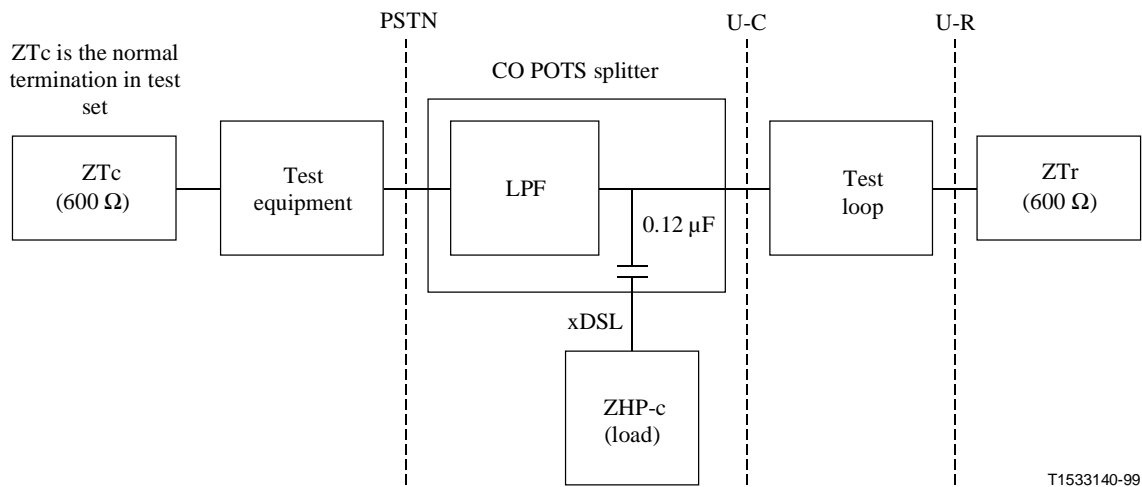 PSTN
U-C
U-R
ZTc is the normal
termination in test
set
CO POTS splitter
ZTc
(600 Ω)
Test
equipment
LPF
0.12 µF
Test
loop
ZTr
(600 Ω)
xDSL
ZHP-c
(load)
T1533140-99